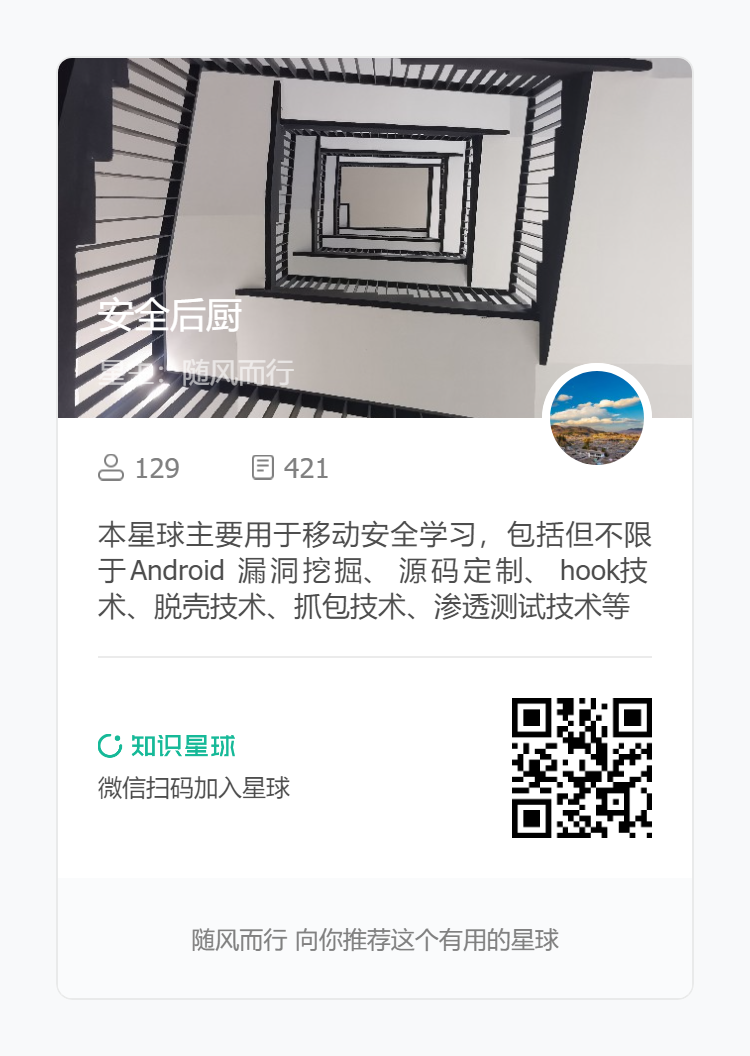 安全后厨
星主：随风而行
129
421
本星球主要用于移动安全学习，包括但不限
于Android 漏洞挖掘、 源码定制、 hook技
术、脱壳技术、抓包技术、渗透测试技术等
知识星球
微信扫码加入星球
随风而行 向你推荐这个有用的星球